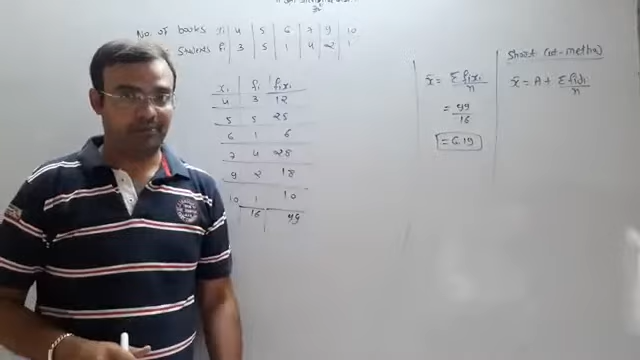 No. of books xi 4 5 6 7 9 10
Students fi 3 5 1 4 2 1
xi fi fixi
4 3 12
5 5 25
6 1 6
7 4 28
9 2 18
10 1 10
16 99
x̄ = Σfixi/n
= 99/16
= 6.19
Short cut-method
x̄ = A + Σfidi/n